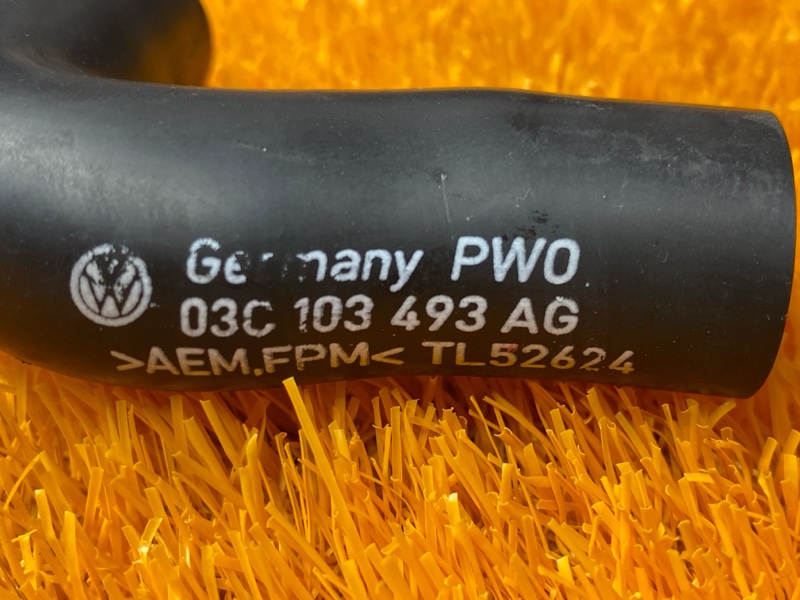 Germany PWO
03C 103 493 AG
>AEM.FPM< TL52624